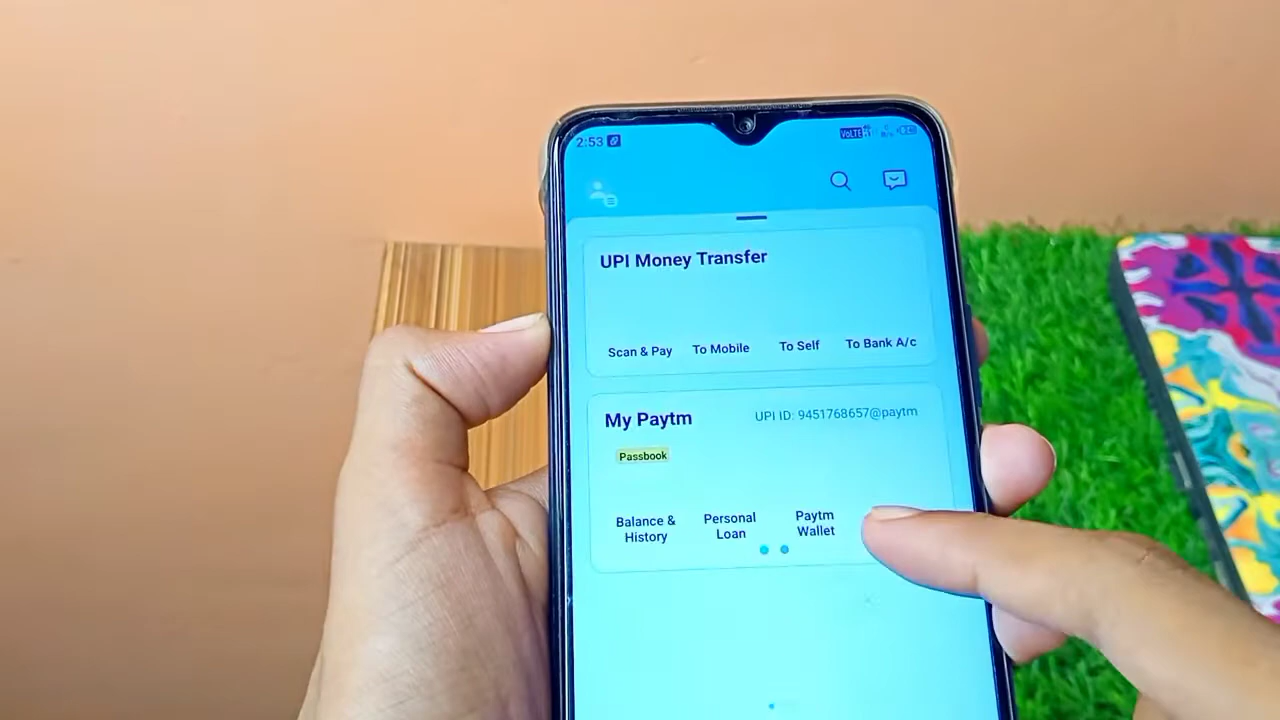 2:53
VoLTE
UPI Money Transfer
Scan & Pay To Mobile To Self To Bank A/c
My Paytm UPI ID: 9451768657@paytm
Passbook
Balance & Personal Paytm
History Loan Wallet